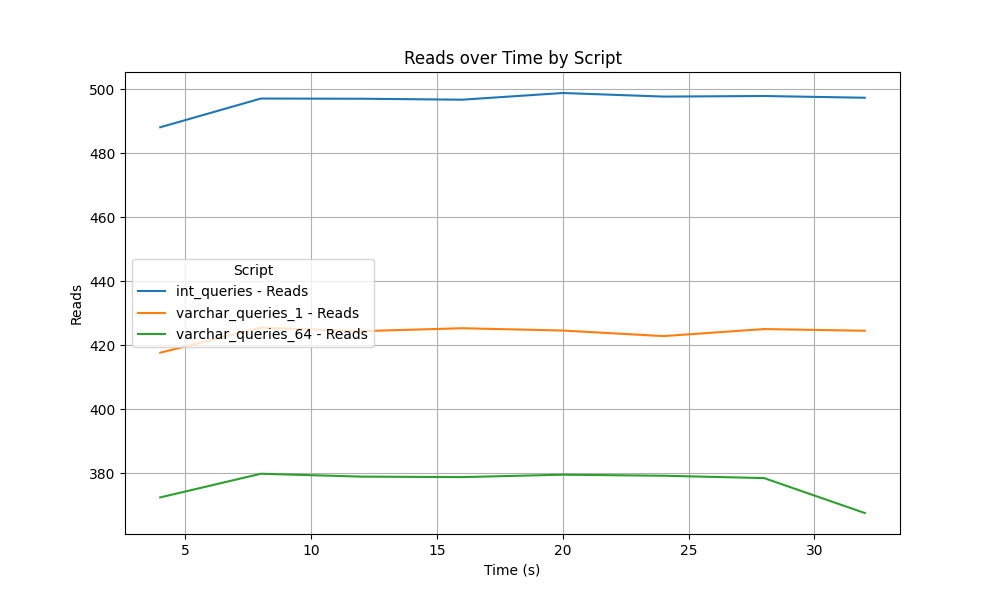 Reads over Time by Script
500
480
460
440
420
400
380
Reads
Script
int_queries - Reads
varchar_queries_1 - Reads
varchar_queries_64 - Reads
5
10
15
20
25
30
Time (s)